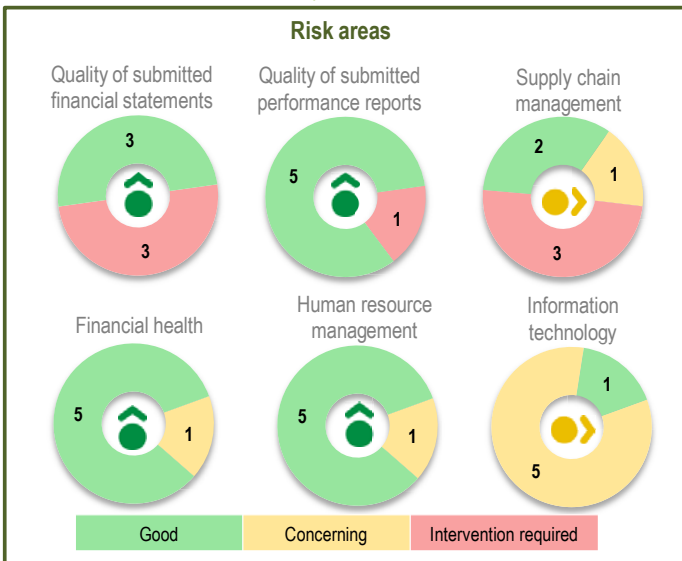 Risk areas
Quality of submitted
financial statements
Quality of submitted
performance reports
Supply chain
management
3
3
5
1
2
1
3
Financial health
Human resource
management
Information
technology
5
1
5
1
1
5
Good
Concerning
Intervention required